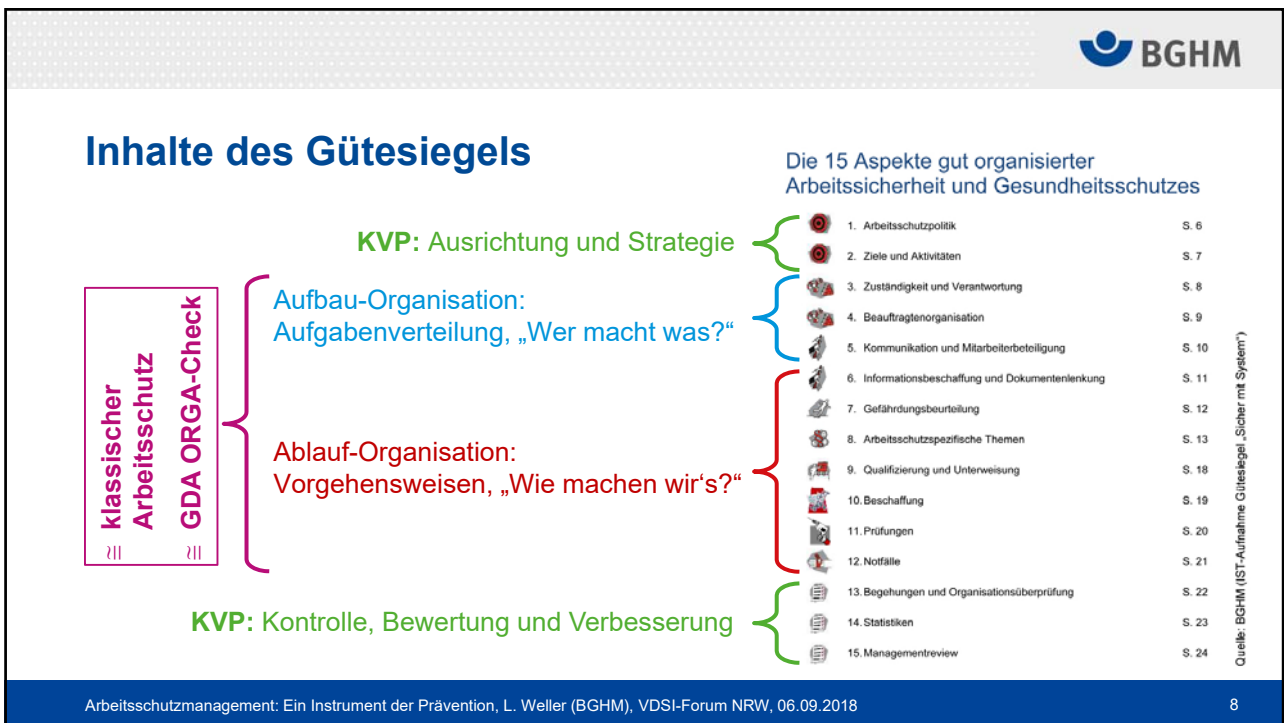 BGHM
Inhalte des Gütesiegels
Die 15 Aspekte gut organisierter
Arbeitssicherheit und Gesundheitsschutzes
KVP: Ausrichtung und Strategie
Aufbau-Organisation:
Aufgabenverteilung, „Wer macht was?“
Ablauf-Organisation:
Vorgehensweisen, „Wie machen wir‘s?“
KVP: Kontrolle, Bewertung und Verbesserung
≅ klassischer
Arbeitsschutz
≅ GDA ORGA-Check
1. Arbeitsschutzpolitik S. 6
2. Ziele und Aktivitäten S. 7
3. Zuständigkeit und Verantwortung S. 8
4. Beauftragtenorganisation S. 9
5. Kommunikation und Mitarbeiterbeteiligung S. 10
6. Informationsbeschaffung und Dokumentenlenkung S. 11
7. Gefährdungsbeurteilung S. 12
8. Arbeitsschutzspezifische Themen S. 13
9. Qualifizierung und Unterweisung S. 18
10. Beschaffung S. 19
11. Prüfungen S. 20
12. Notfälle S. 21
13. Begehungen und Organisationsüberprüfung S. 22
14. Statistiken S. 23
15. Managementreview S. 24
Quelle: BGHM (IST-Aufnahme Gütesiegel „Sicher mit System“)
Arbeitsschutzmanagement: Ein Instrument der Prävention, L. Weller (BGHM), VDSI-Forum NRW, 06.09.2018 8